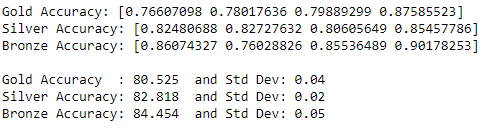 Gold Accuracy: [0.76607098 0.78017636 0.79889299 0.87585523]
Silver Accuracy: [0.82480688 0.82727632 0.80605649 0.85457786]
Bronze Accuracy: [0.86074327 0.76028826 0.85536489 0.90178253]
Gold Accuracy  : 80.525  and Std Dev: 0.04
Silver Accuracy: 82.818  and Std Dev: 0.02
Bronze Accuracy: 84.454  and Std Dev: 0.05